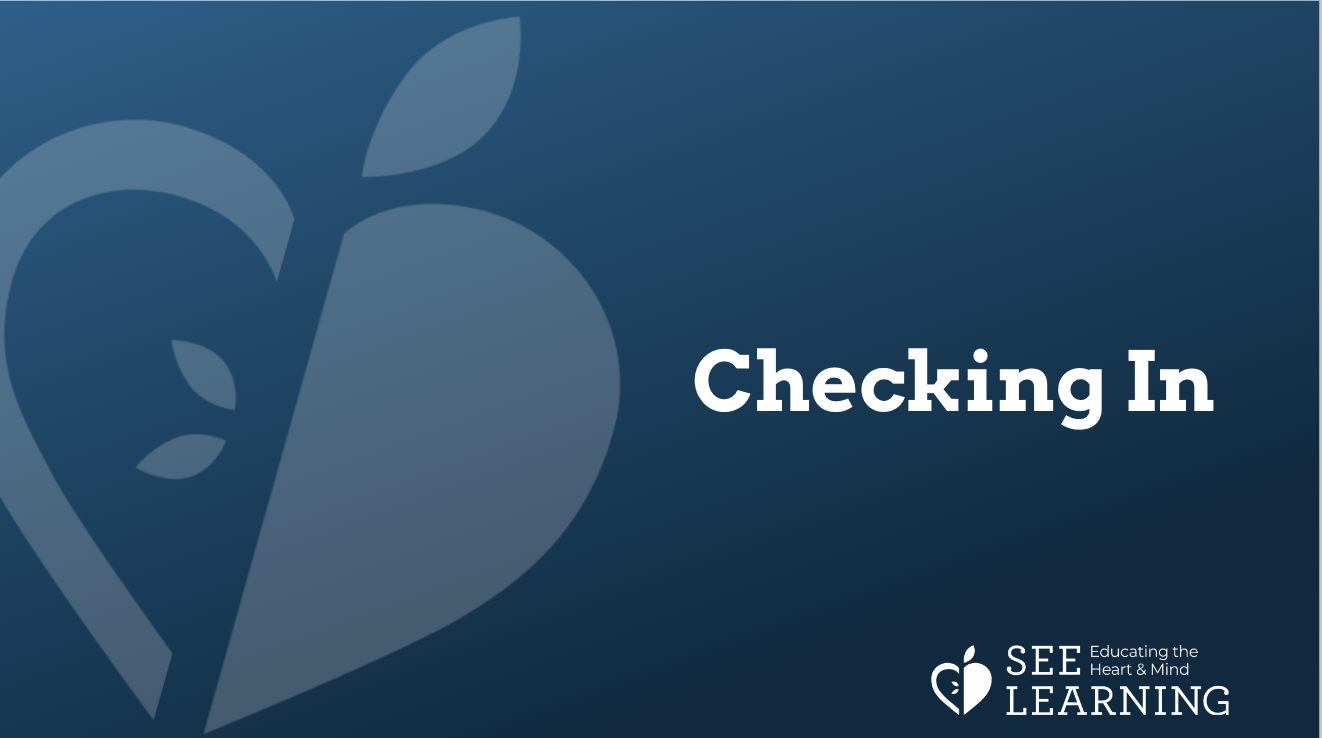 Checking In
SEE Educating the
Heart & Mind
LEARNING